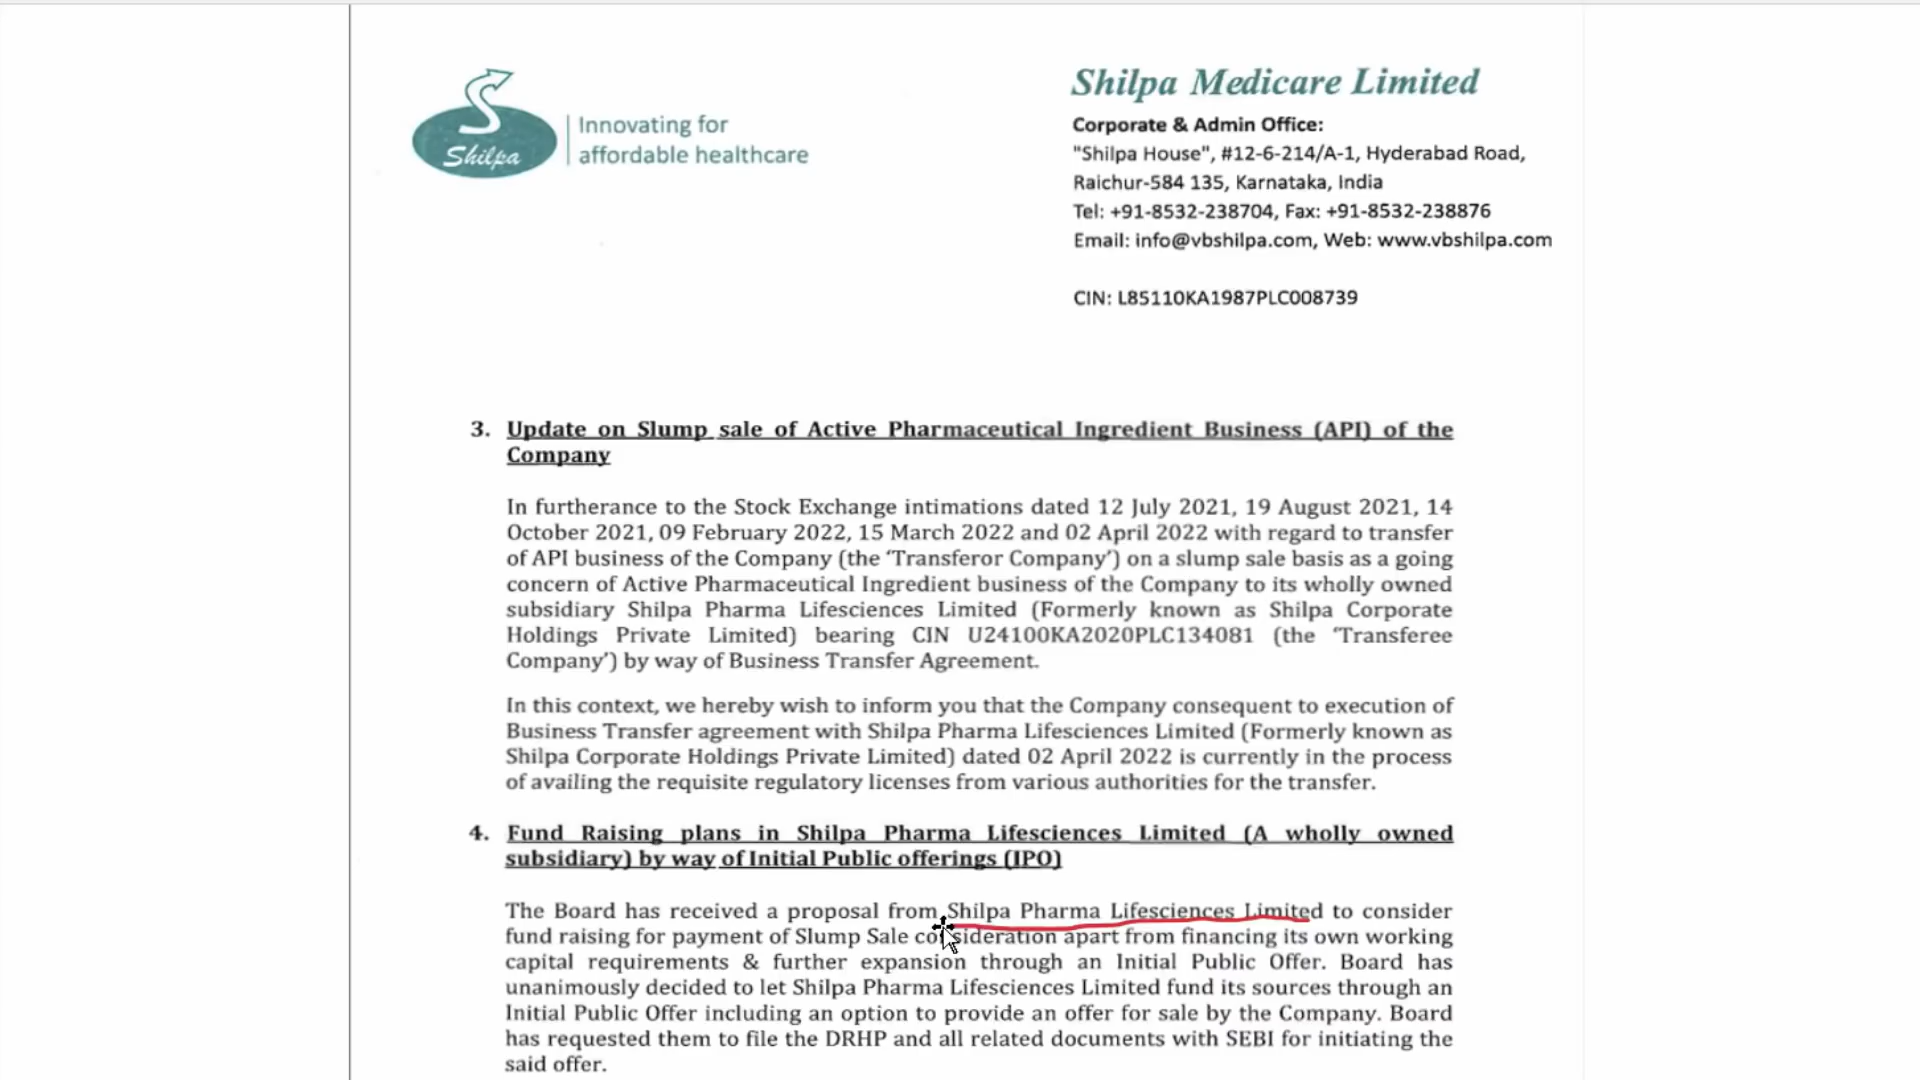 Shilpa
Innovating for
affordable healthcare
Shilpa Medicare Limited
Corporate & Admin Office:
"Shilpa House", #12-6-214/A-1, Hyderabad Road,
Raichur-584 135, Karnataka, India
Tel: +91-8532-238704, Fax: +91-8532-238876
Email: info@vbshilpa.com, Web: www.vbshilpa.com
CIN: L85110KA1987PLC008739
3. Update on Slump sale of Active Pharmaceutical Ingredient Business (API) of the
Company
In furtherance to the Stock Exchange intimations dated 12 July 2021, 19 August 2021, 14
October 2021, 09 February 2022, 15 March 2022 and 02 April 2022 with regard to transfer
of API business of the Company (the 'Transferor Company') on a slump sale basis as a going
concern of Active Pharmaceutical Ingredient business of the Company to its wholly owned
subsidiary Shilpa Pharma Lifesciences Limited (Formerly known as Shilpa Corporate
Holdings Private Limited) bearing CIN U24100KA2020PLC134081 (the 'Transferee
Company') by way of Business Transfer Agreement.
In this context, we hereby wish to inform you that the Company consequent to execution of
Business Transfer agreement with Shilpa Pharma Lifesciences Limited (Formerly known as
Shilpa Corporate Holdings Private Limited) dated 02 April 2022 is currently in the process
of availing the requisite regulatory licenses from various authorities for the transfer.
4. Fund Raising plans in Shilpa Pharma Lifesciences Limited (A wholly owned
subsidiary) by way of Initial Public offerings (IPO)
The Board has received a proposal from Shilpa Pharma Lifesciences Limited to consider
fund raising for payment of Slump Sale consideration apart from financing its own working
capital requirements & further expansion through an Initial Public Offer. Board has
unanimously decided to let Shilpa Pharma Lifesciences Limited fund its sources through an
Initial Public Offer including an option to provide an offer for sale by the Company. Board
has requested them to file the DRHP and all related documents with SEBI for initiating the
said offer.